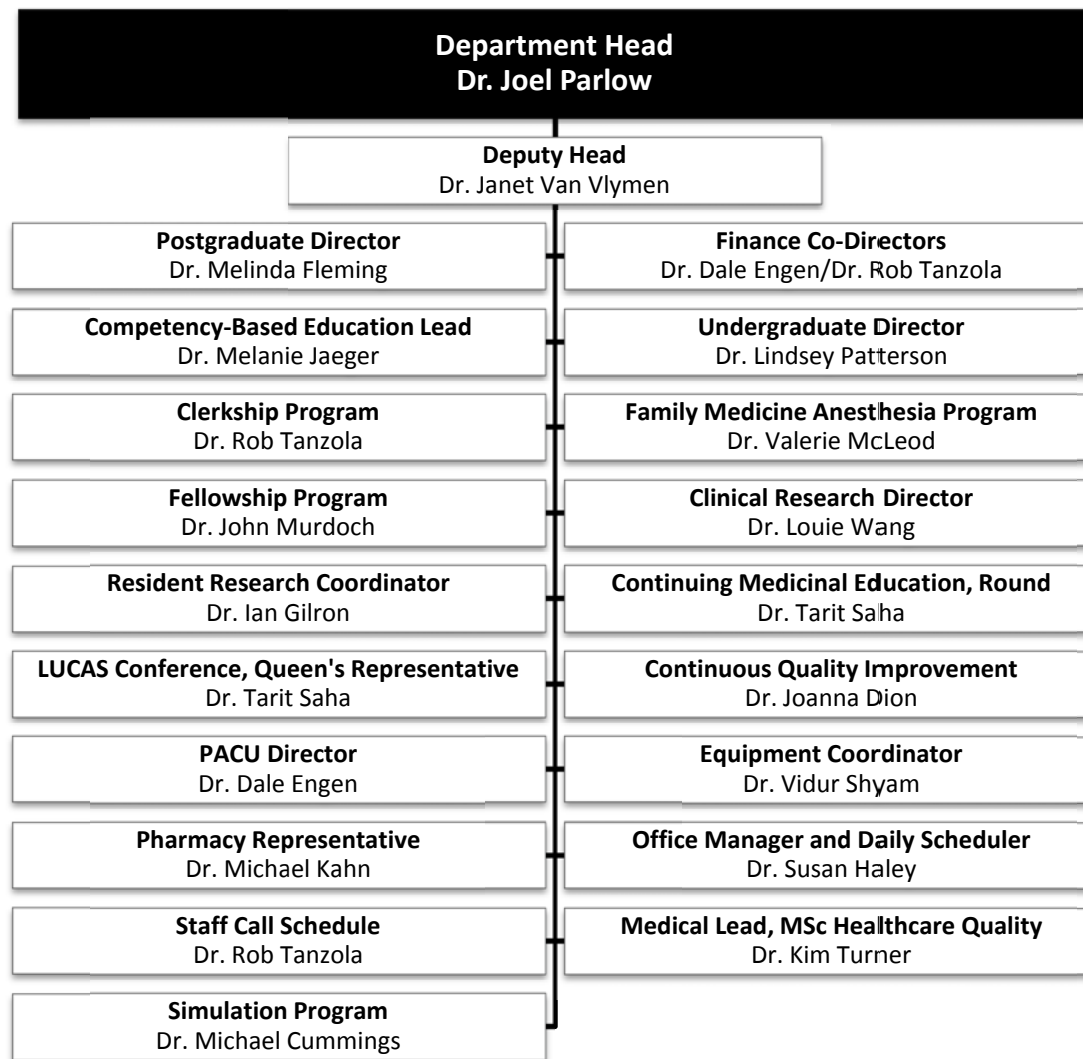 Department Head
Dr. Joel Parlow
Deputy Head
Dr. Janet Van Vlymen
Postgraduate Director
Dr. Melinda Fleming
Finance Co-Directors
Dr. Dale Engen/Dr. Rob Tanzola
Competency-Based Education Lead
Dr. Melanie Jaeger
Undergraduate Director
Dr. Lindsey Patterson
Clerkship Program
Dr. Rob Tanzola
Family Medicine Anesthesia Program
Dr. Valerie McLeod
Fellowship Program
Dr. John Murdoch
Clinical Research Director
Dr. Louie Wang
Resident Research Coordinator
Dr. Ian Gilron
Continuing Medicinal Education, Round
Dr. Tarit Saha
LUCAS Conference, Queen's Representative
Dr. Tarit Saha
Continuous Quality Improvement
Dr. Joanna Dion
PACU Director
Dr. Dale Engen
Equipment Coordinator
Dr. Vidur Shyam
Pharmacy Representative
Dr. Michael Kahn
Office Manager and Daily Scheduler
Dr. Susan Haley
Staff Call Schedule
Dr. Rob Tanzola
Medical Lead, MSc Healthcare Quality
Dr. Kim Turner
Simulation Program
Dr. Michael Cummings